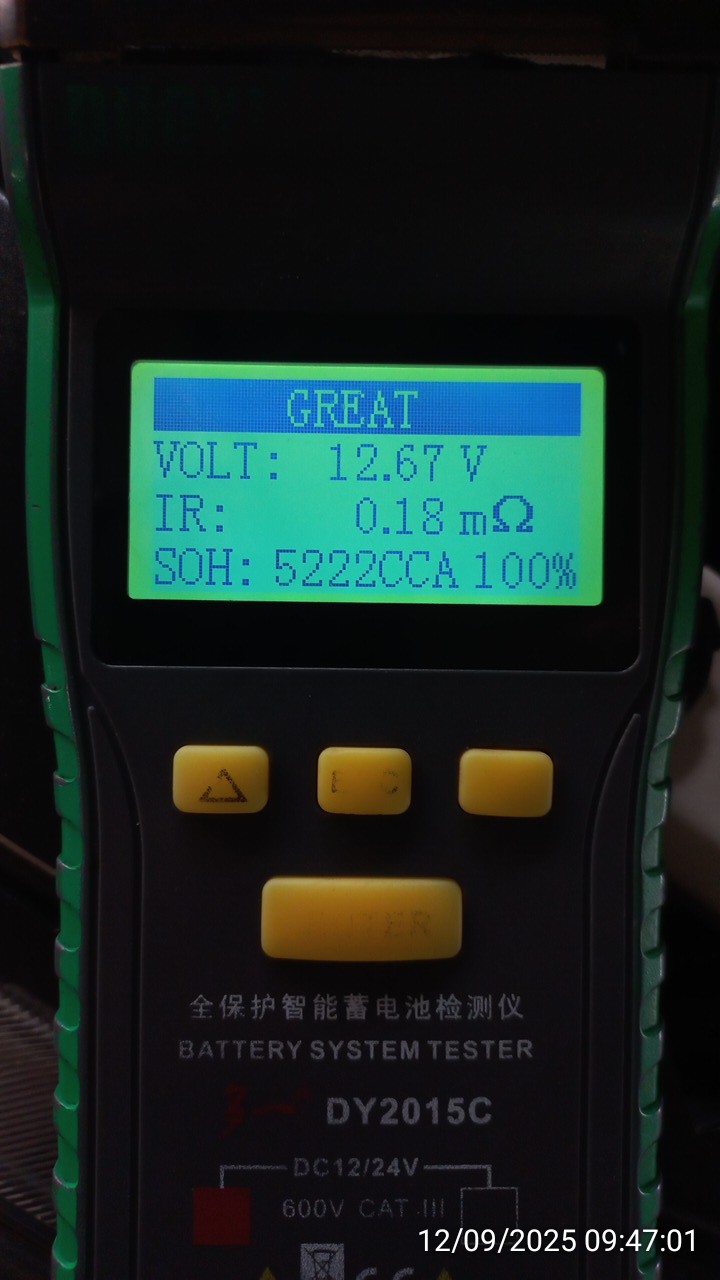 GREAT
VOLT: 12.67 V
IR: 0.18 mΩ
SOH: 5222CCA 100%
全保护智能蓄电池检测仪
BATTERY SYSTEM TESTER
DY2015C
DC12/24V
600V CAT III
12/09/2025 09:47:01